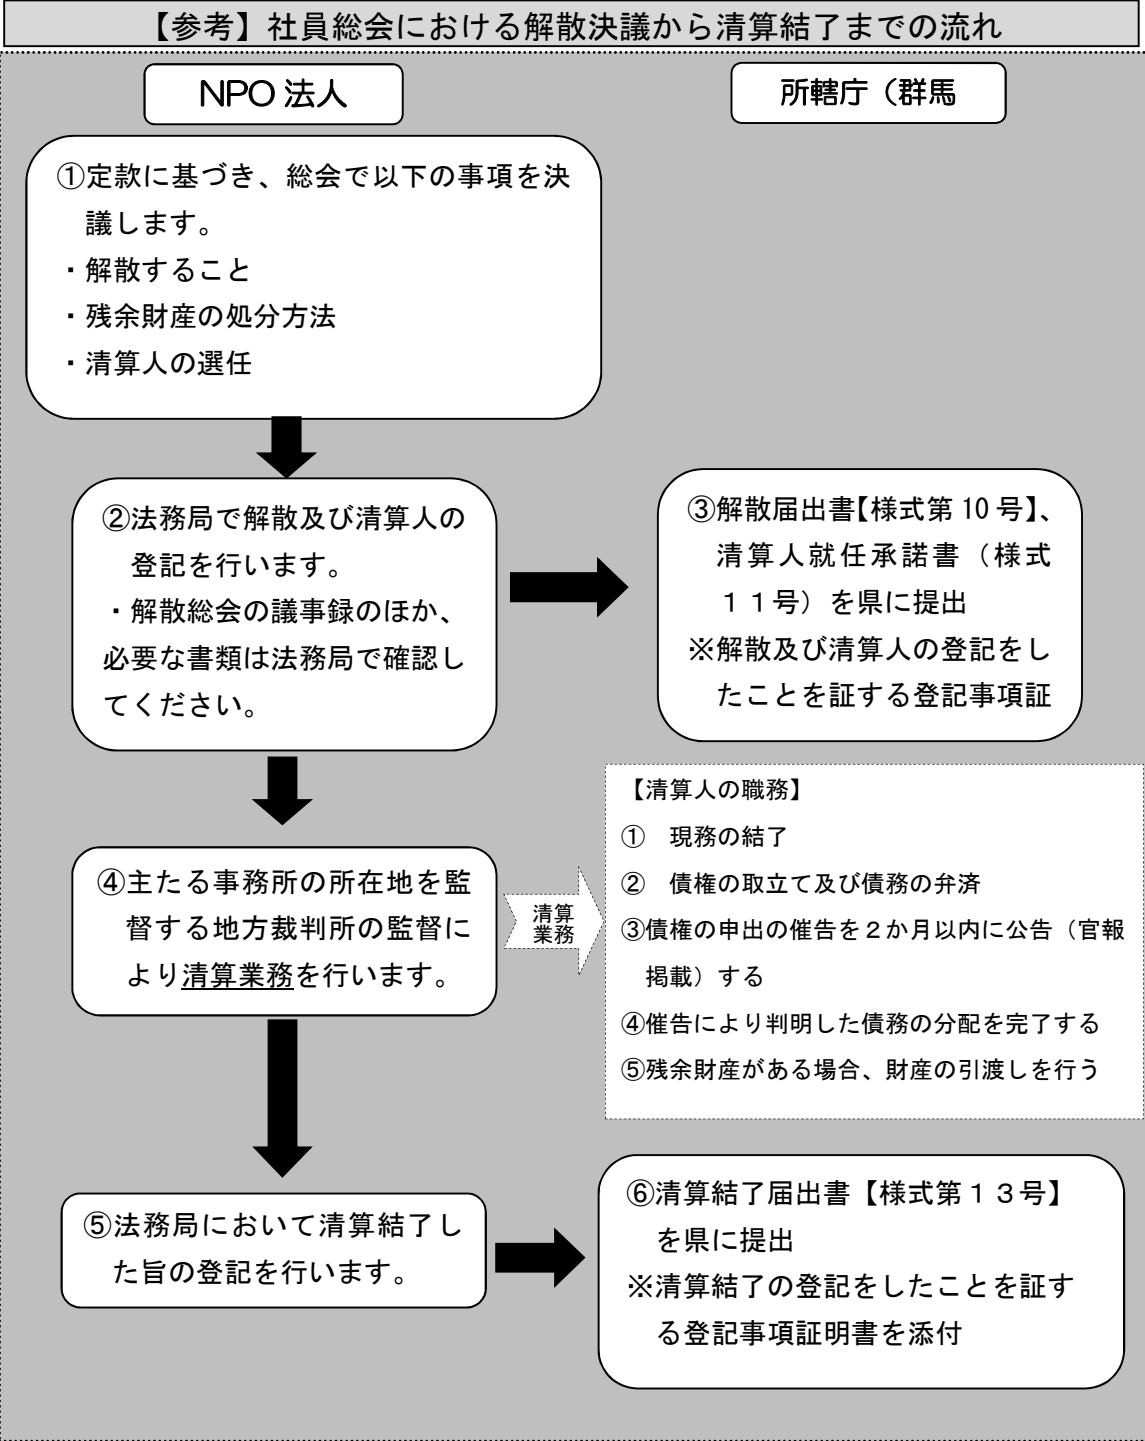 【参考】社員総会における解散決議から清算結了までの流れ
NPO 法人
所轄庁（群馬
①定款に基づき、総会で以下の事項を決
議します。
・解散すること
・残余財産の処分方法
・清算人の選任
②法務局で解散及び清算人の
登記を行います。
・解散総会の議事録のほか、
必要な書類は法務局で確認し
てください。
③解散届出書【様式第 10 号】、
清算人就任承諾書（様式
１１号）を県に提出
※解散及び清算人の登記をし
たことを証する登記事項証
④主たる事務所の所在地を監
督する地方裁判所の監督に
より清算業務を行います。
清算
業務
【清算人の職務】
①　現務の結了
②　債権の取立て及び債務の弁済
③債権の申出の催告を２か月以内に公告（官報
掲載）する
④催告により判明した債務の分配を完了する
⑤残余財産がある場合、財産の引渡しを行う
⑤法務局において清算結了し
た旨の登記を行います。
⑥清算結了届出書【様式第１３号】
を県に提出
※清算結了の登記をしたことを証す
る登記事項証明書を添付